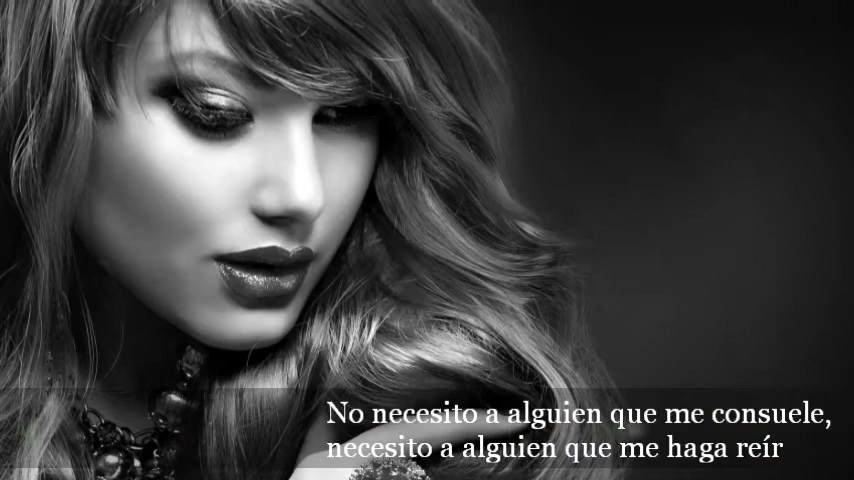 No necesito a alguien que me consuele,
necesito a alguien que me haga reír